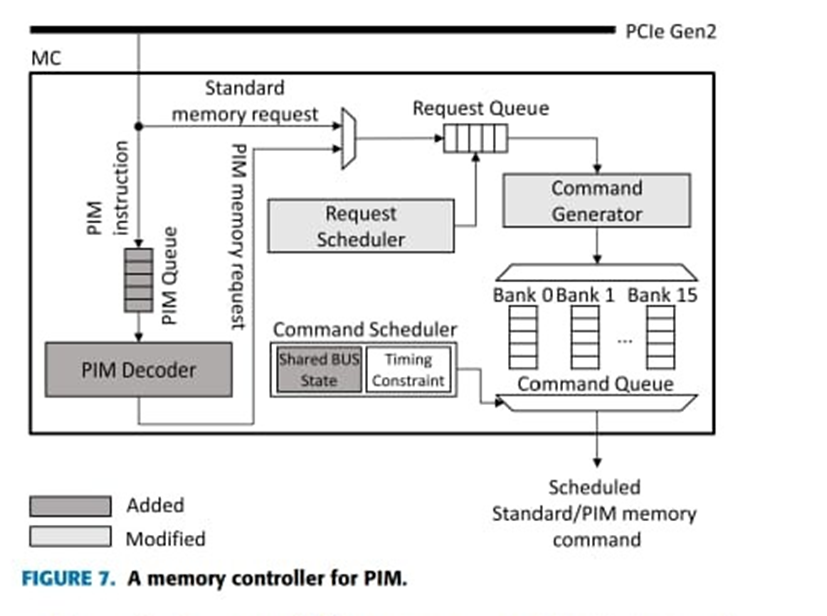 PCIe Gen2
MC
Standard
memory request
Request Queue
PIM
instruction
PIM Queue
PIM memory request
Request
Scheduler
Command
Generator
Bank 0 Bank 1 Bank 15
...
Command Queue
PIM Decoder
Command Scheduler
Shared BUS
State
Timing
Constraint
Scheduled
Standard/PIM memory
command
Added
Modified
FIGURE 7. A memory controller for PIM.